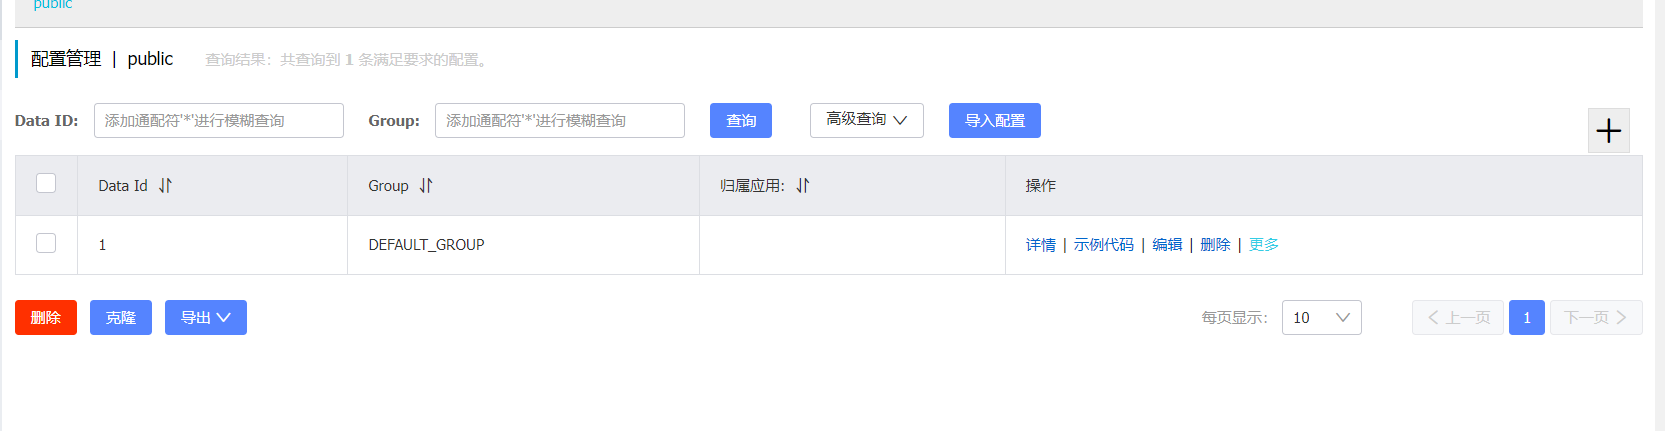 public
配置管理 | public 查询结果：共查询到 1 条满足要求的配置。
Data ID: 添加通配符'*'进行模糊查询 Group: 添加通配符'*'进行模糊查询 查询 高级查询 导入配置
Data Id Group 归属应用: 操作
1 DEFAULT_GROUP 详情 | 示例代码 | 编辑 | 删除 | 更多
删除 克隆 导出 每页显示: 10 上一页 1 下一页